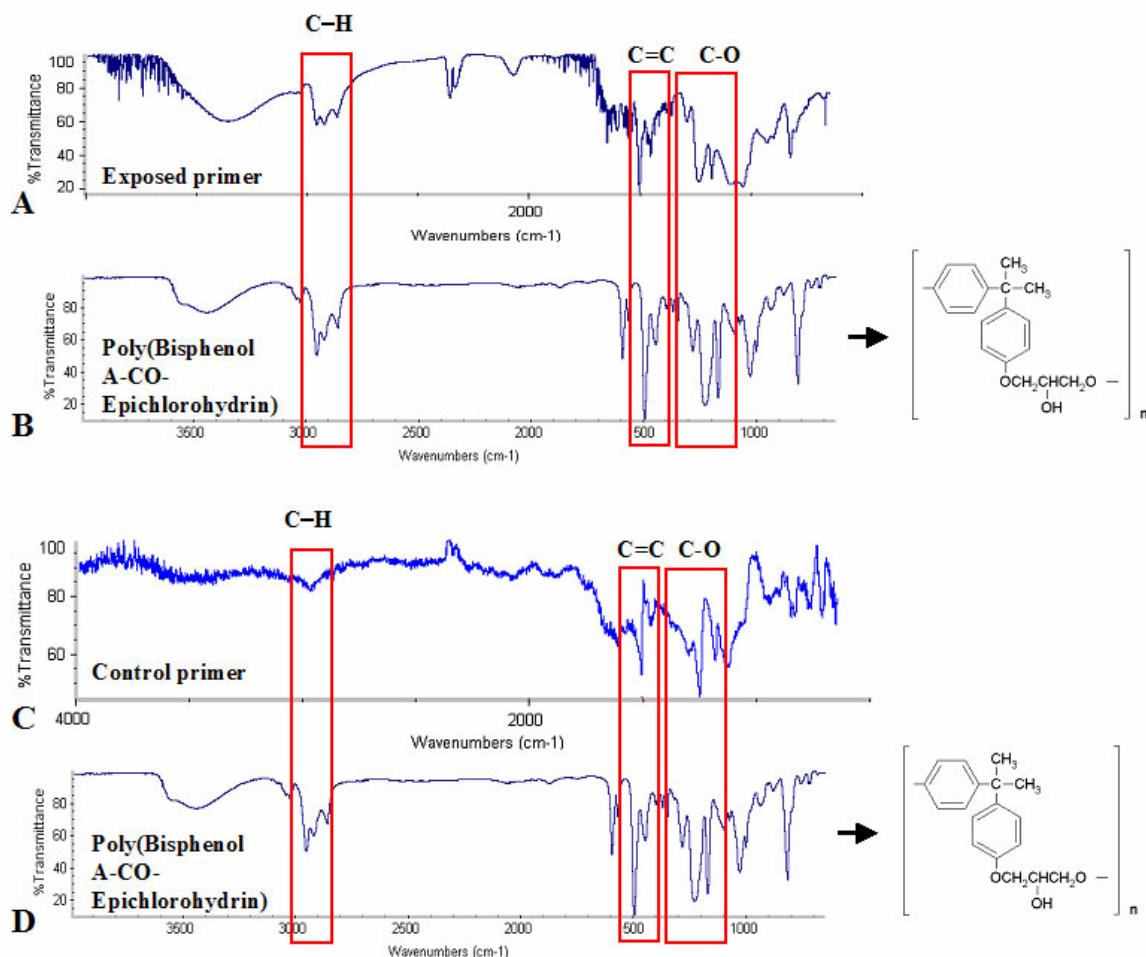 C–H
C=C C-O
100
80
60
40
20
%Transmittance
Exposed primer
A
2000
Wavenumbers (cm-1)
80
60
40
20
%Transmittance
Poly(Bisphenol
A-CO-
Epichlorohydrin)
B
3500 3000 2500 2000 500 1000
Wavenumbers (cm-1)
CH₃
CH₃
OCH₂CHCH₂O
OH
n
C–H
C=C C-O
100
80
60
%Transmittance
Control primer
C
4000 2000
Wavenumbers (cm-1)
80
60
40
20
%Transmittance
Poly(Bisphenol
A-CO-
Epichlorohydrin)
D
3500 3000 2500 2000 500 1000
Wavenumbers (cm-1)
CH₃
CH₃
OCH₂CHCH₂O
OH
n